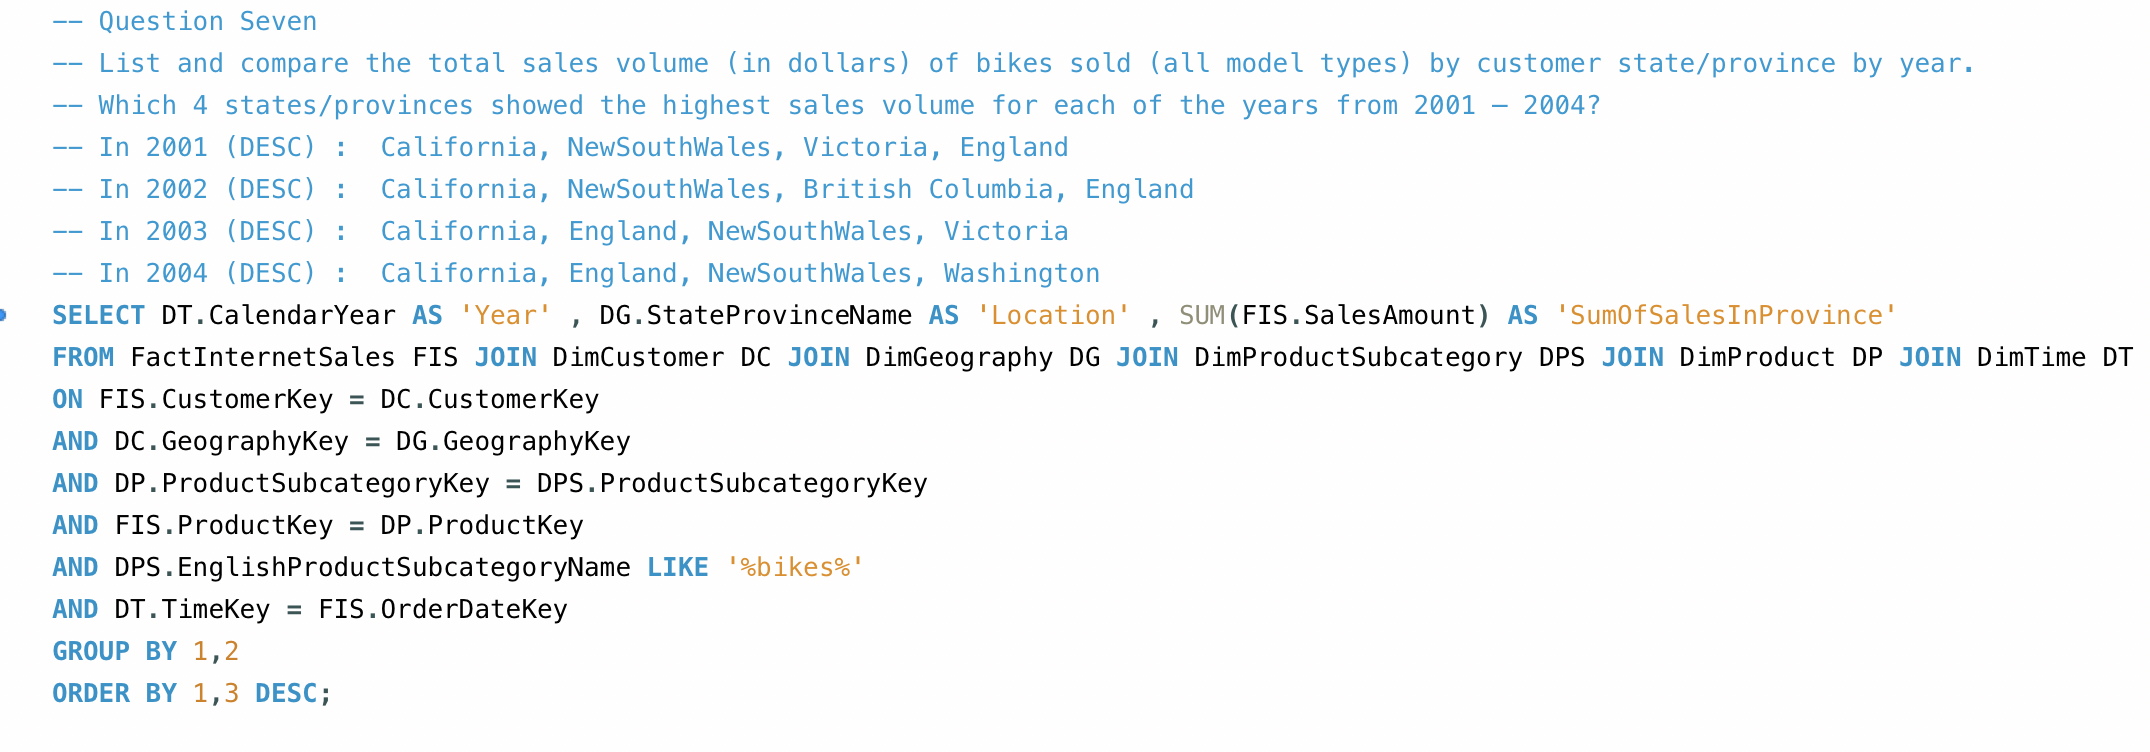 -- Question Seven
-- List and compare the total sales volume (in dollars) of bikes sold (all model types) by customer state/province by year.
-- Which 4 states/provinces showed the highest sales volume for each of the years from 2001 – 2004?
-- In 2001 (DESC) :  California, NewSouthWales, Victoria, England
-- In 2002 (DESC) :  California, NewSouthWales, British Columbia, England
-- In 2003 (DESC) :  California, England, NewSouthWales, Victoria
-- In 2004 (DESC) :  California, England, NewSouthWales, Washington
SELECT DT.CalendarYear AS 'Year' , DG.StateProvinceName AS 'Location' , SUM(FIS.SalesAmount) AS 'SumOfSalesInProvince'
FROM FactInternetSales FIS JOIN DimCustomer DC JOIN DimGeography DG JOIN DimProductSubcategory DPS JOIN DimProduct DP JOIN DimTime DT
ON FIS.CustomerKey = DC.CustomerKey
AND DC.GeographyKey = DG.GeographyKey
AND DP.ProductSubcategoryKey = DPS.ProductSubcategoryKey
AND FIS.ProductKey = DP.ProductKey
AND DPS.EnglishProductSubcategoryName LIKE '%bikes%'
AND DT.TimeKey = FIS.OrderDateKey
GROUP BY 1,2
ORDER BY 1,3 DESC;